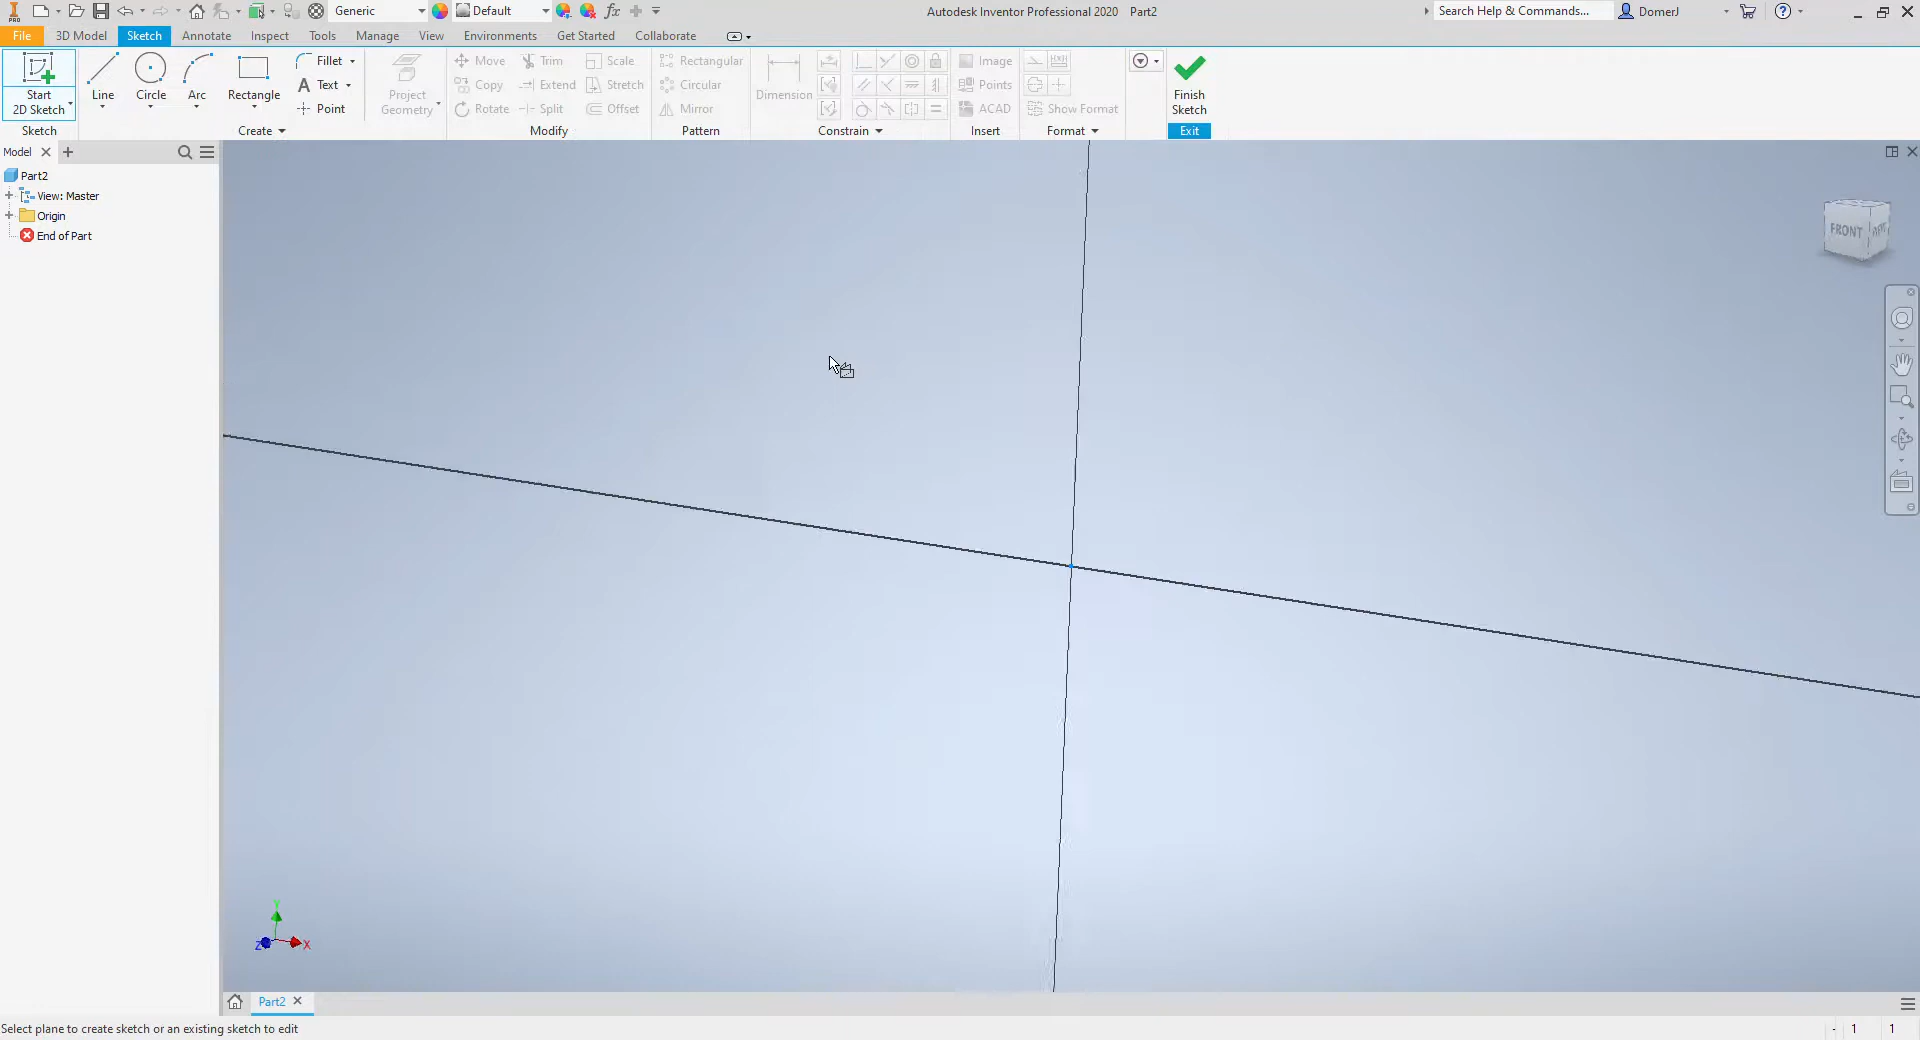 Generic
Default
Autodesk Inventor Professional 2020 Part2
Search Help & Commands...
DomerJ
File 3D Model Sketch Annotate Inspect Tools Manage View Environments Get Started Collaborate
Start
2D Sketch
Line
Circle
Arc
Rectangle
Fillet
Text
Point
Project
Geometry
Move
Copy
Rotate
Trim
Extend
Split
Scale
Stretch
Offset
Rectangular
Circular
Mirror
Dimension
Image
Points
ACAD
Show Format
Finish
Sketch
Sketch Create Modify Pattern Constrain Insert Format Exit
Model
Part2
View: Master
Origin
End of Part
FRONT
Y
Z
X
Part2
Select plane to create sketch or an existing sketch to edit
- 1 1